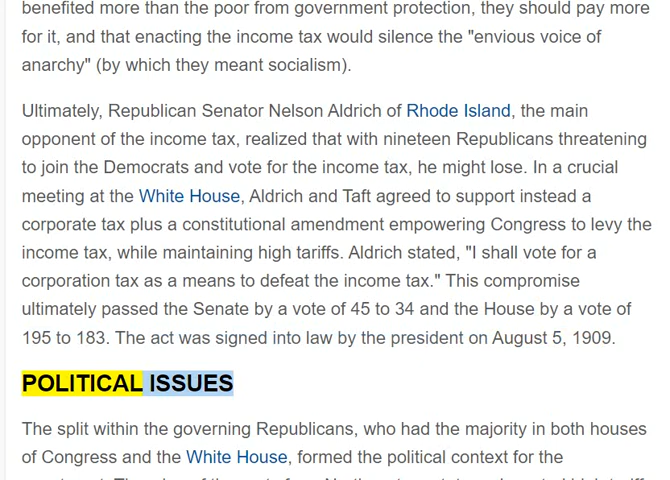 benefited more than the poor from government protection, they should pay more
for it, and that enacting the income tax would silence the "envious voice of
anarchy" (by which they meant socialism).
Ultimately, Republican Senator Nelson Aldrich of Rhode Island, the main
opponent of the income tax, realized that with nineteen Republicans threatening
to join the Democrats and vote for the income tax, he might lose. In a crucial
meeting at the White House, Aldrich and Taft agreed to support instead a
corporate tax plus a constitutional amendment empowering Congress to levy the
income tax, while maintaining high tariffs. Aldrich stated, "I shall vote for a
corporation tax as a means to defeat the income tax." This compromise
ultimately passed the Senate by a vote of 45 to 34 and the House by a vote of
195 to 183. The act was signed into law by the president on August 5, 1909.
POLITICAL ISSUES
The split within the governing Republicans, who had the majority in both houses
of Congress and the White House, formed the political context for the